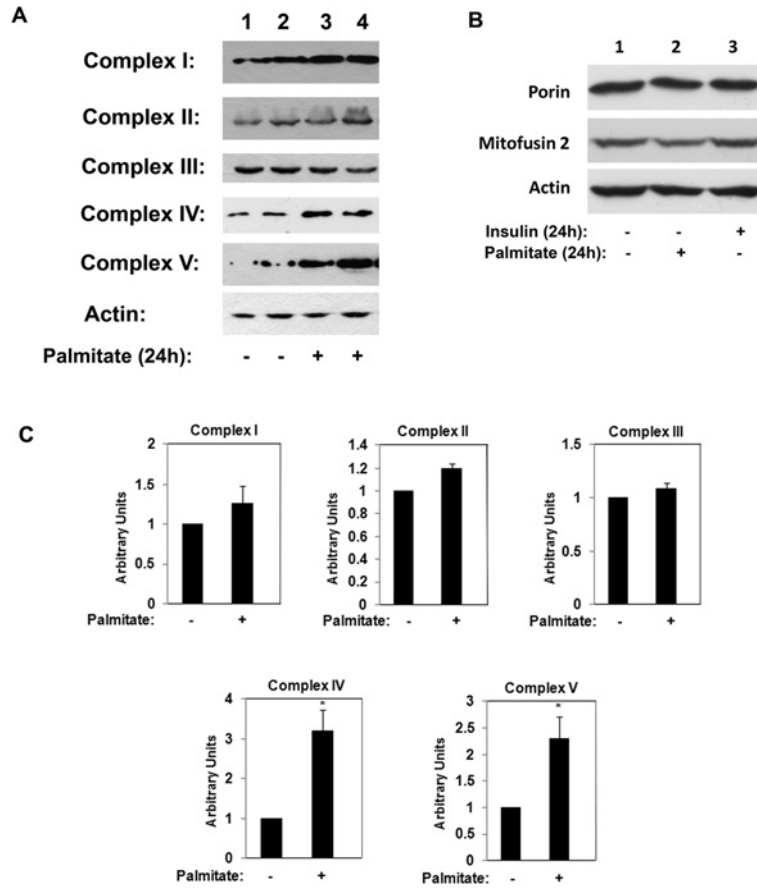 A
1 2 3 4
Complex I:
Complex II:
Complex III:
Complex IV:
Complex V:
Actin:
Palmitate (24h): - - + +
B
1 2 3
Porin
Mitofusin 2
Actin
Insulin (24h): - - +
Palmitate (24h): - + -
C
Complex I
Arbitrary Units
2
1.5
1
0.5
0
Palmitate: - +
Complex II
Arbitrary Units
1.4
1.2
1
0.8
0.6
0.4
0.2
0
Palmitate: - +
Complex III
Arbitrary Units
1.5
1
0.5
0
Palmitate: - +
Complex IV
Arbitrary Units
4
3
2
1
0
*
Palmitate: - +
Complex V
Arbitrary Units
3
2.5
2
1.5
1
0.5
0
*
Palmitate: - +